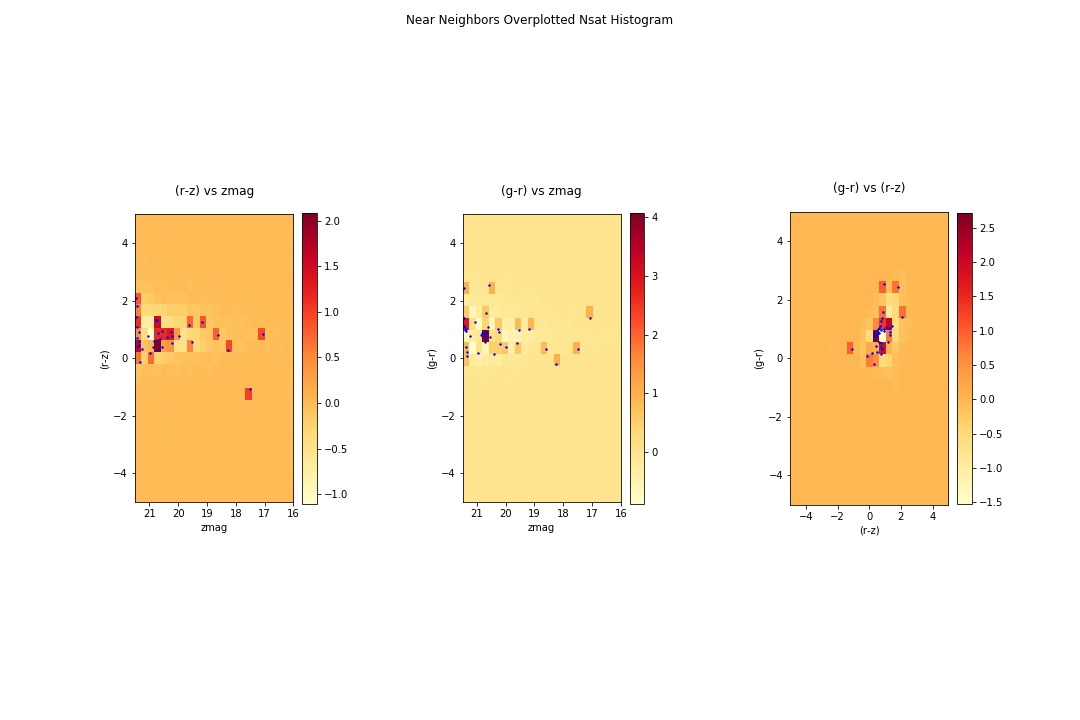 Near Neighbors Overplotted Nsat Histogram
(r-z) vs zmag
(g-r) vs zmag
(g-r) vs (r-z)
4
2
0
−2
−4
(r-z)
21 20 19 18 17 16
zmag
2.0
1.5
1.0
0.5
0.0
−0.5
−1.0
4
2
0
−2
−4
(g-r)
21 20 19 18 17 16
zmag
4
3
2
1
0
4
2
0
−2
−4
(g-r)
−4 −2 0 2 4
(r-z)
2.5
2.0
1.5
1.0
0.5
0.0
−0.5
−1.0
−1.5